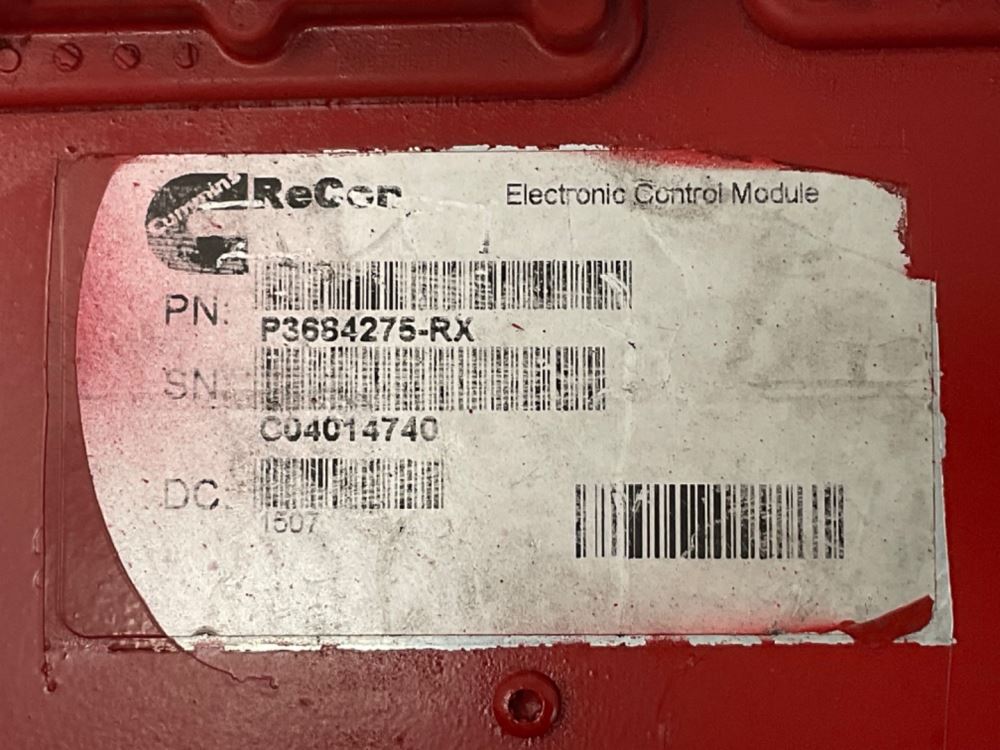 Cummins
ReCon
Electronic Control Module
PN:
P3684275-RX
SN:
C04014740
DC:
1507